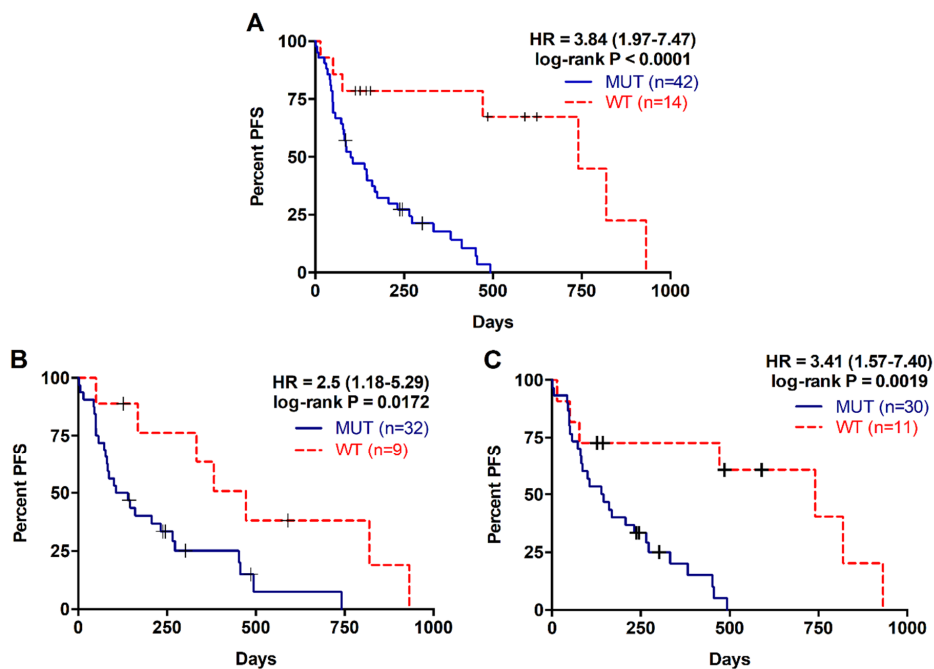 A
HR = 3.84 (1.97-7.47)
log-rank P < 0.0001
MUT (n=42)
WT (n=14)
Percent PFS
100
75
50
25
0
0 250 500 750 1000
Days
B
HR = 2.5 (1.18-5.29)
log-rank P = 0.0172
MUT (n=32)
WT (n=9)
Percent PFS
100
75
50
25
0
0 250 500 750 1000
Days
C
HR = 3.41 (1.57-7.40)
log-rank P = 0.0019
MUT (n=30)
WT (n=11)
Percent PFS
100
75
50
25
0
0 250 500 750 1000
Days